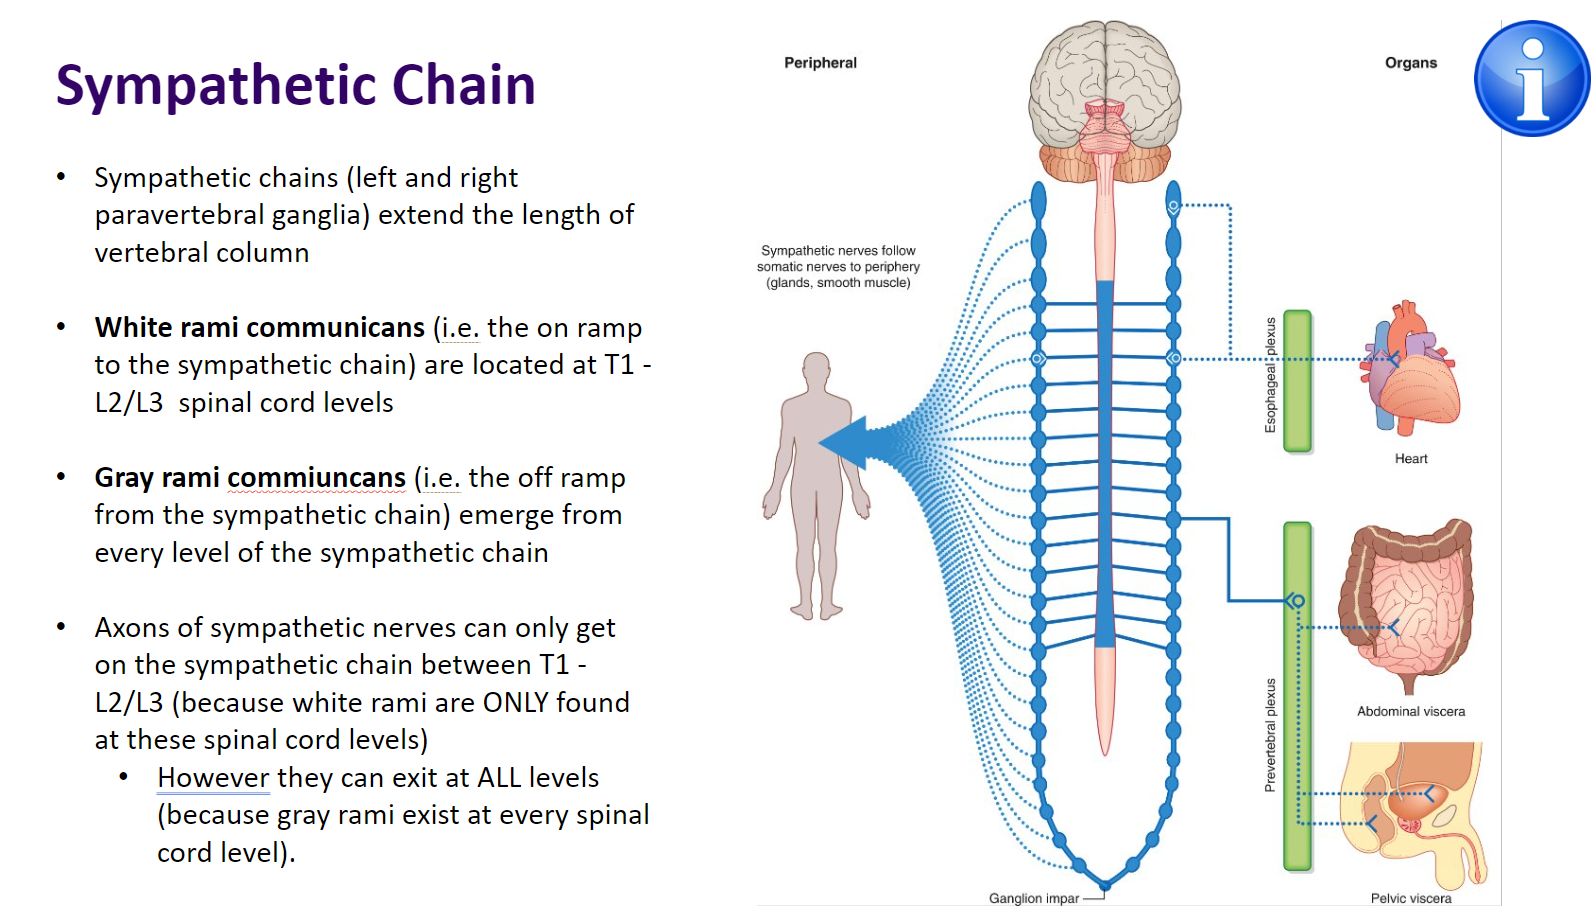 Sympathetic Chain
• Sympathetic chains (left and right
paravertebral ganglia) extend the length of
vertebral column
• White rami communicans (i.e. the on ramp
to the sympathetic chain) are located at T1 -
L2/L3 spinal cord levels
• Gray rami commiuncans (i.e. the off ramp
from the sympathetic chain) emerge from
every level of the sympathetic chain
• Axons of sympathetic nerves can only get
on the sympathetic chain between T1 -
L2/L3 (because white rami are ONLY found
at these spinal cord levels)
• However they can exit at ALL levels
(because gray rami exist at every spinal
cord level).
Peripheral
Organs
i
Sympathetic nerves follow
somatic nerves to periphery
(glands, smooth muscle)
Esophageal plexus
Heart
Prevertebral plexus
Abdominal viscera
Ganglion impar
Pelvic viscera